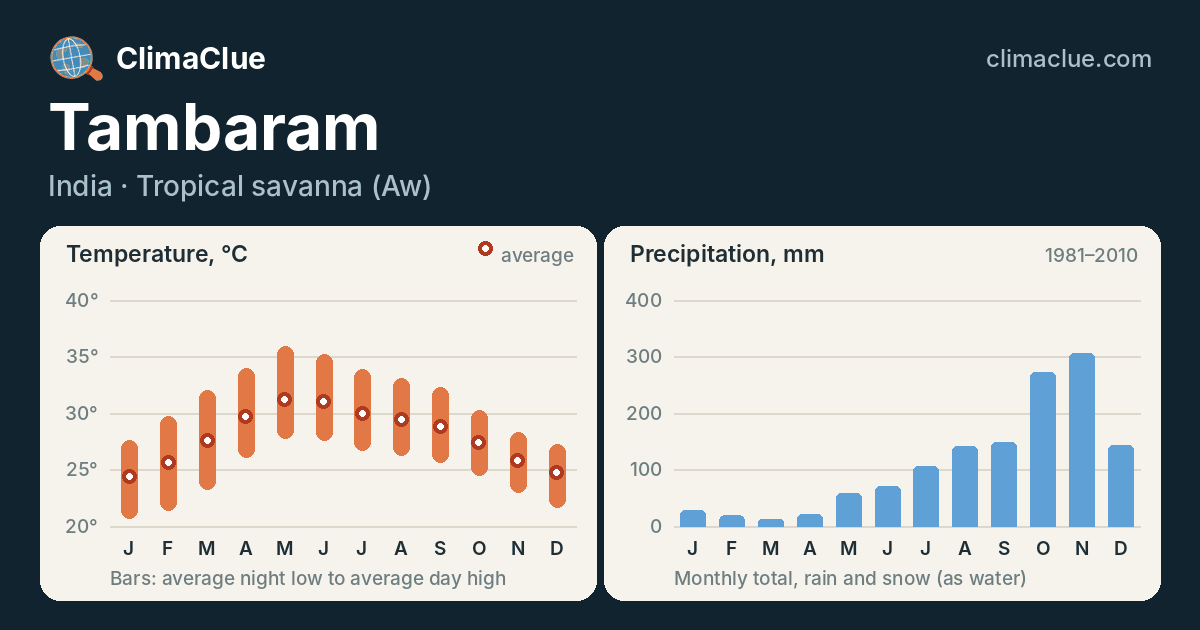 ClimaClue
climaclue.com
Tambaram
India · Tropical savanna (Aw)
Temperature, °C
average
40°
35°
30°
25°
20°
J F M A M J J A S O N D
Bars: average night low to average day high
Precipitation, mm
1981–2010
400
300
200
100
0
J F M A M J J A S O N D
Monthly total, rain and snow (as water)